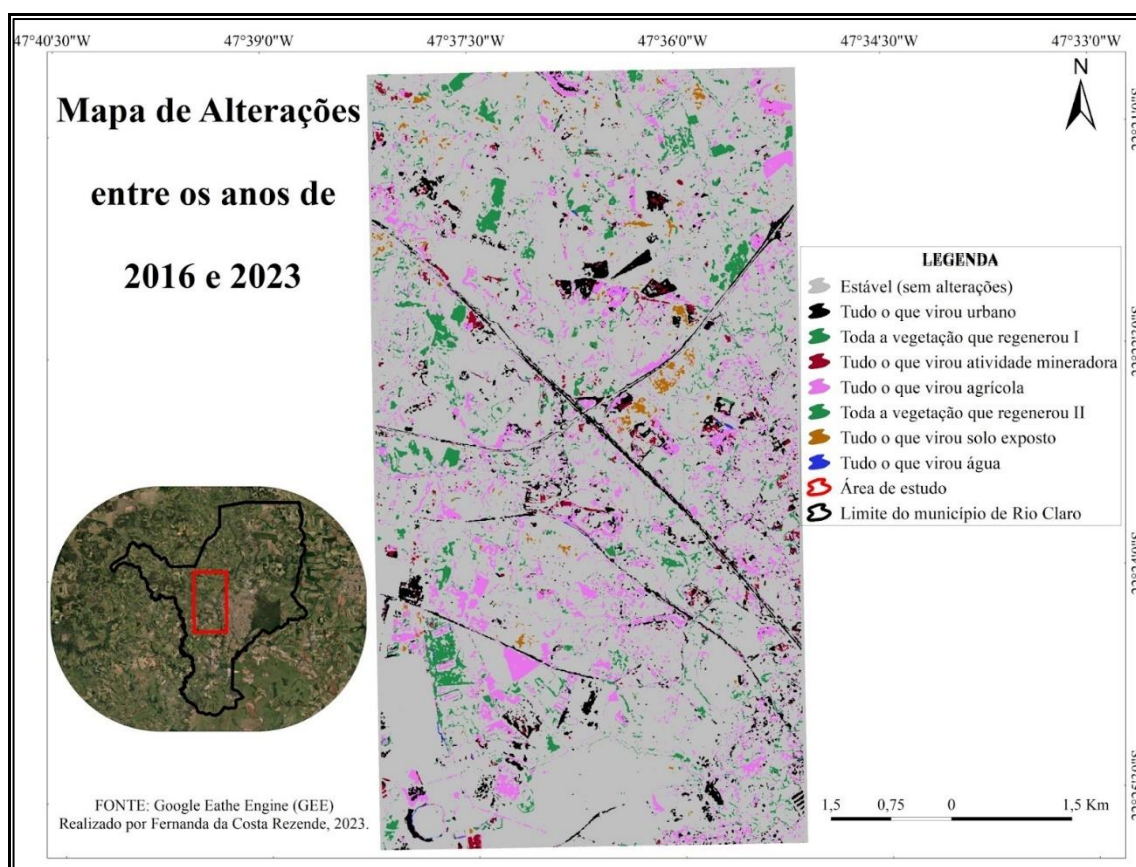 47°40'30"W 47°39'0"W 47°37'30"W 47°36'0"W 47°34'30"W 47°33'0"W
Mapa de Alterações
entre os anos de
2016 e 2023
N
LEGENDA
Estável (sem alterações)
Tudo o que virou urbano
Toda a vegetação que regenerou I
Tudo o que virou atividade mineradora
Tudo o que virou agrícola
Toda a vegetação que regenerou II
Tudo o que virou solo exposto
Tudo o que virou água
Área de estudo
Limite do município de Rio Claro
FONTE: Google Eathe Engine (GEE)
Realizado por Fernanda da Costa Rezende, 2023.
1,5 0,75 0 1,5 Km